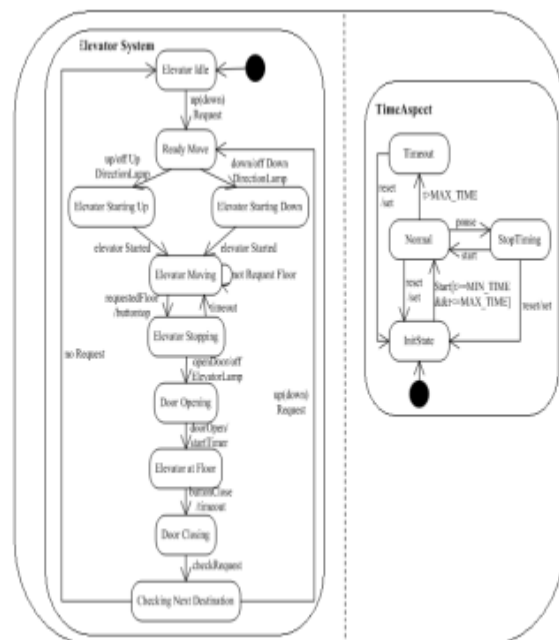 Elevator System
Elevator Idle
up(down)
Request
Ready Move
up/off Up
DirectionLamp
down/off Down
DirectionLamp
Elevator Starting Up
Elevator Starting Down
elevator Started
elevator Started
Elevator Moving
not Request Floor
requestedFloor
/buttontap
timeout
Elevator Stopping
no Request
openDoor/off
ElevatorLamp
up(down)
Request
Door Opening
doorOpen/
startTimer
Elevator at Floor
buttonClose
/timeout
Door Closing
checkRequest
Checking Next Destination
TimeAspect
Timeout
reset
/set
t>MAX_TIME
pause
Normal
StopTiming
start
reset
/set
Start[t>=MIN_TIME
&&t<=MAX_TIME]
reset/set
InitState